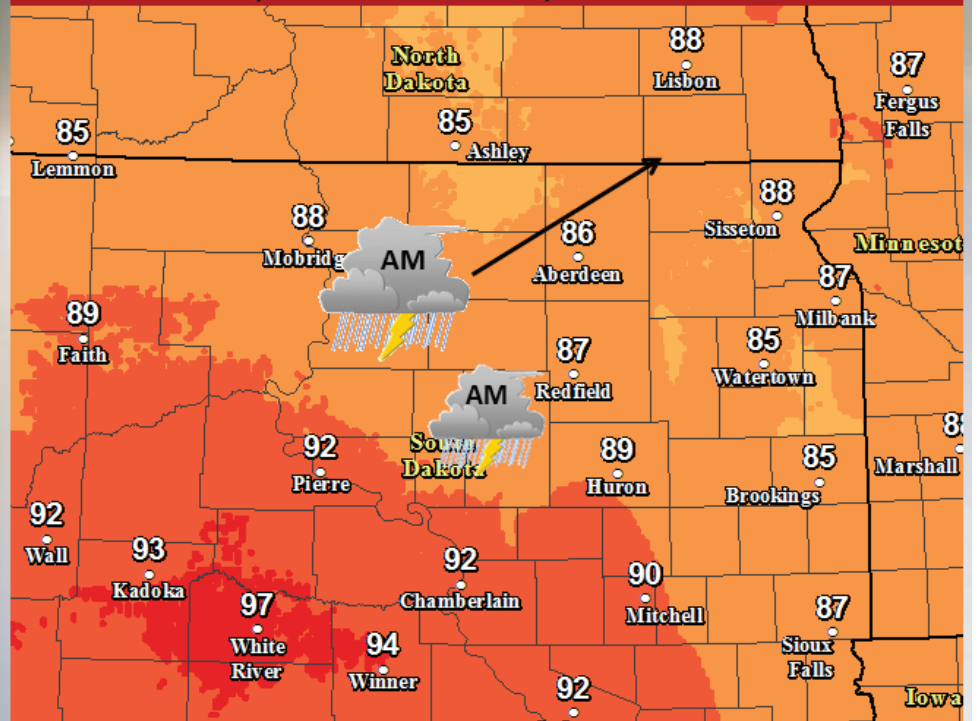 88
Lisbon
North
Dakota
87
Fergus
Falls
85
Ashley
85
Lemmon
88
Sisseton
88
Mobridg
AM
86
Aberdeen
Minnesot
87
Milbank
89
Faith
87
Redfield
85
Watertown
AM
92
Pierre
South
Dakota
89
Huron
85
Brookings
Marshall
92
Wall
93
Kadoka
92
Chamberlain
90
Mitchell
97
White
River
87
Sioux
Falls
94
Winner
92
Iowa